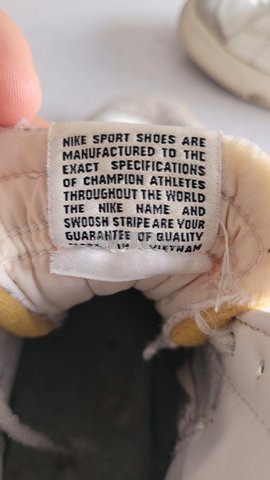 NIKE SPORT SHOES ARE
MANUFACTURED TO THE
EXACT SPECIFICATIONS
OF CHAMPION ATHLETES
THROUGHOUT THE WORLD
THE NIKE NAME AND
SWOOSH STRIPE ARE YOUR
GUARANTEE OF QUALITY
IN VIETNAM